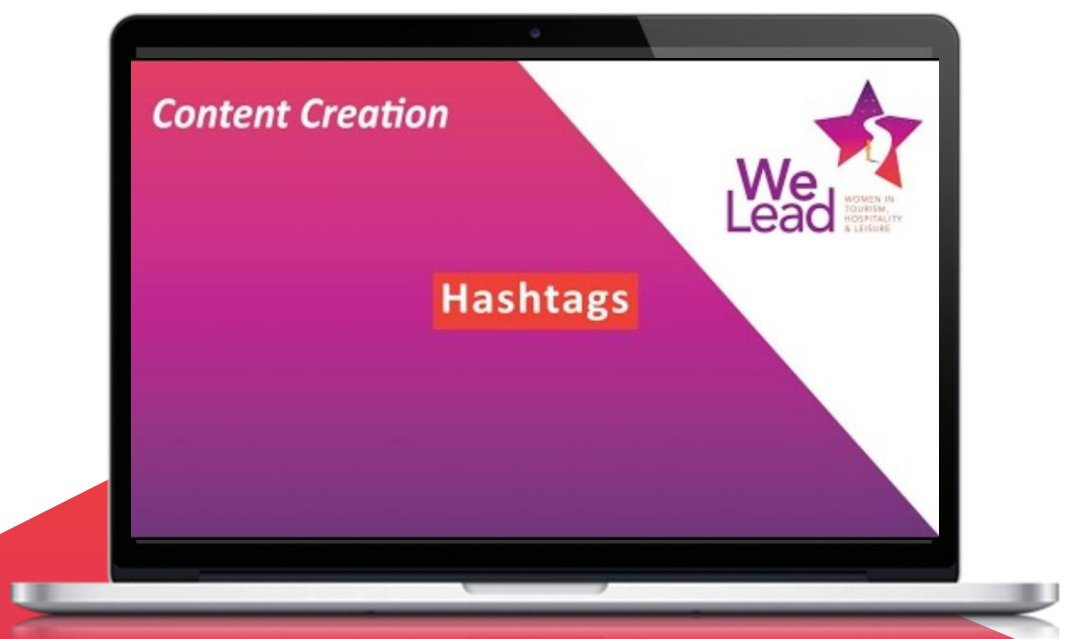 Content Creation
We
Lead
WOMEN IN
TOURISM,
HOSPITALITY
& LEISURE
Hashtags